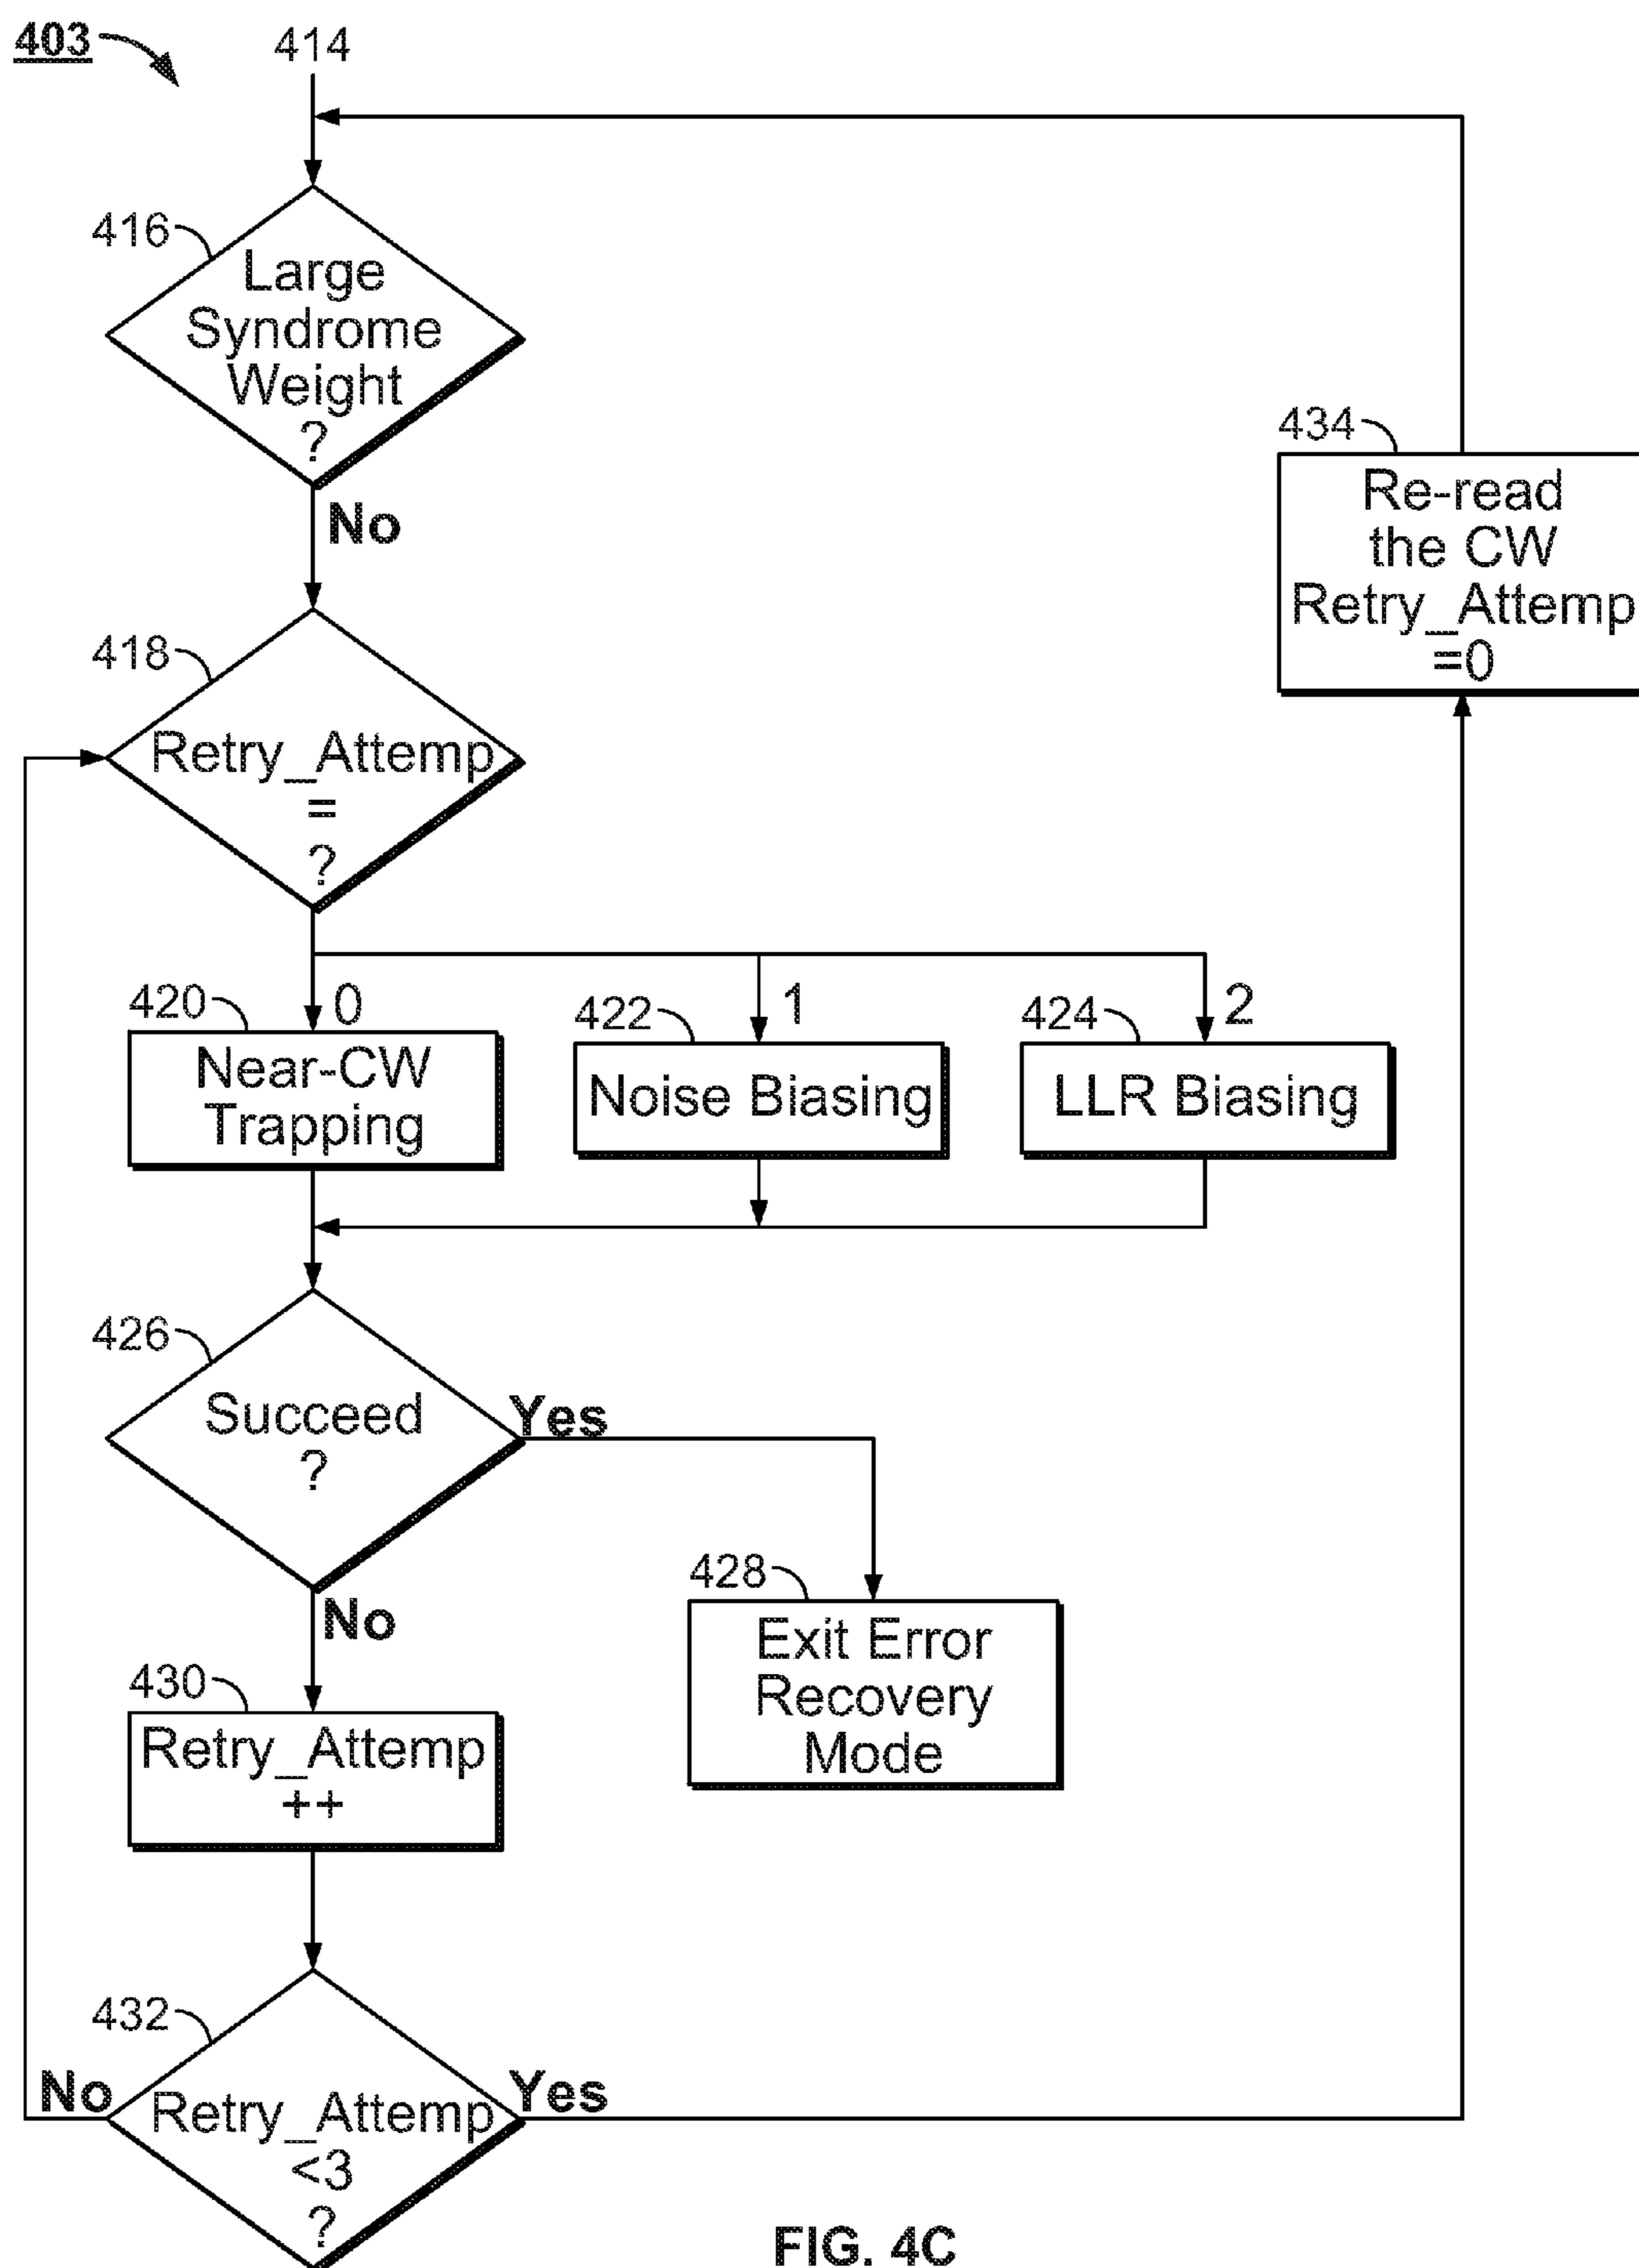 403
414
416
Large
Syndrome
Weight
?
No
434
Re-read
the CW
Retry_Attemp
=0
418
Retry_Attemp
=
?
420
0
422
1
424
2
Near-CW
Trapping
Noise Biasing
LLR Biasing
426
Succeed
?
Yes
No
428
Exit Error
Recovery
Mode
430
Retry_Attemp
++
432
No
Retry_Attemp
<3
?
Yes
FIG. 4C